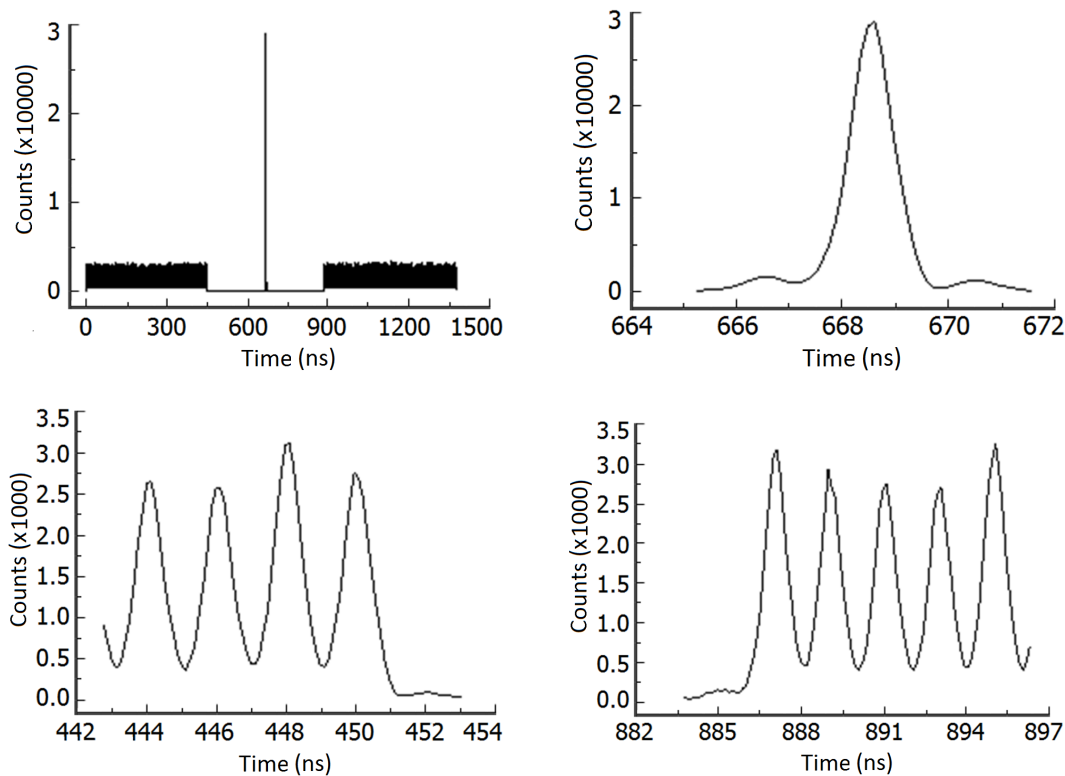 Counts (x10000)
3
2
1
0
0 300 600 900 1200 1500
Time (ns)
Counts (x10000)
3
2
1
0
664 666 668 670 672
Time (ns)
Counts (x1000)
3.5
3.0
2.5
2.0
1.5
1.0
0.5
0.0
442 444 446 448 450 452 454
Time (ns)
Counts (x1000)
3.5
3.0
2.5
2.0
1.5
1.0
0.5
0.0
882 885 888 891 894 897
Time (ns)